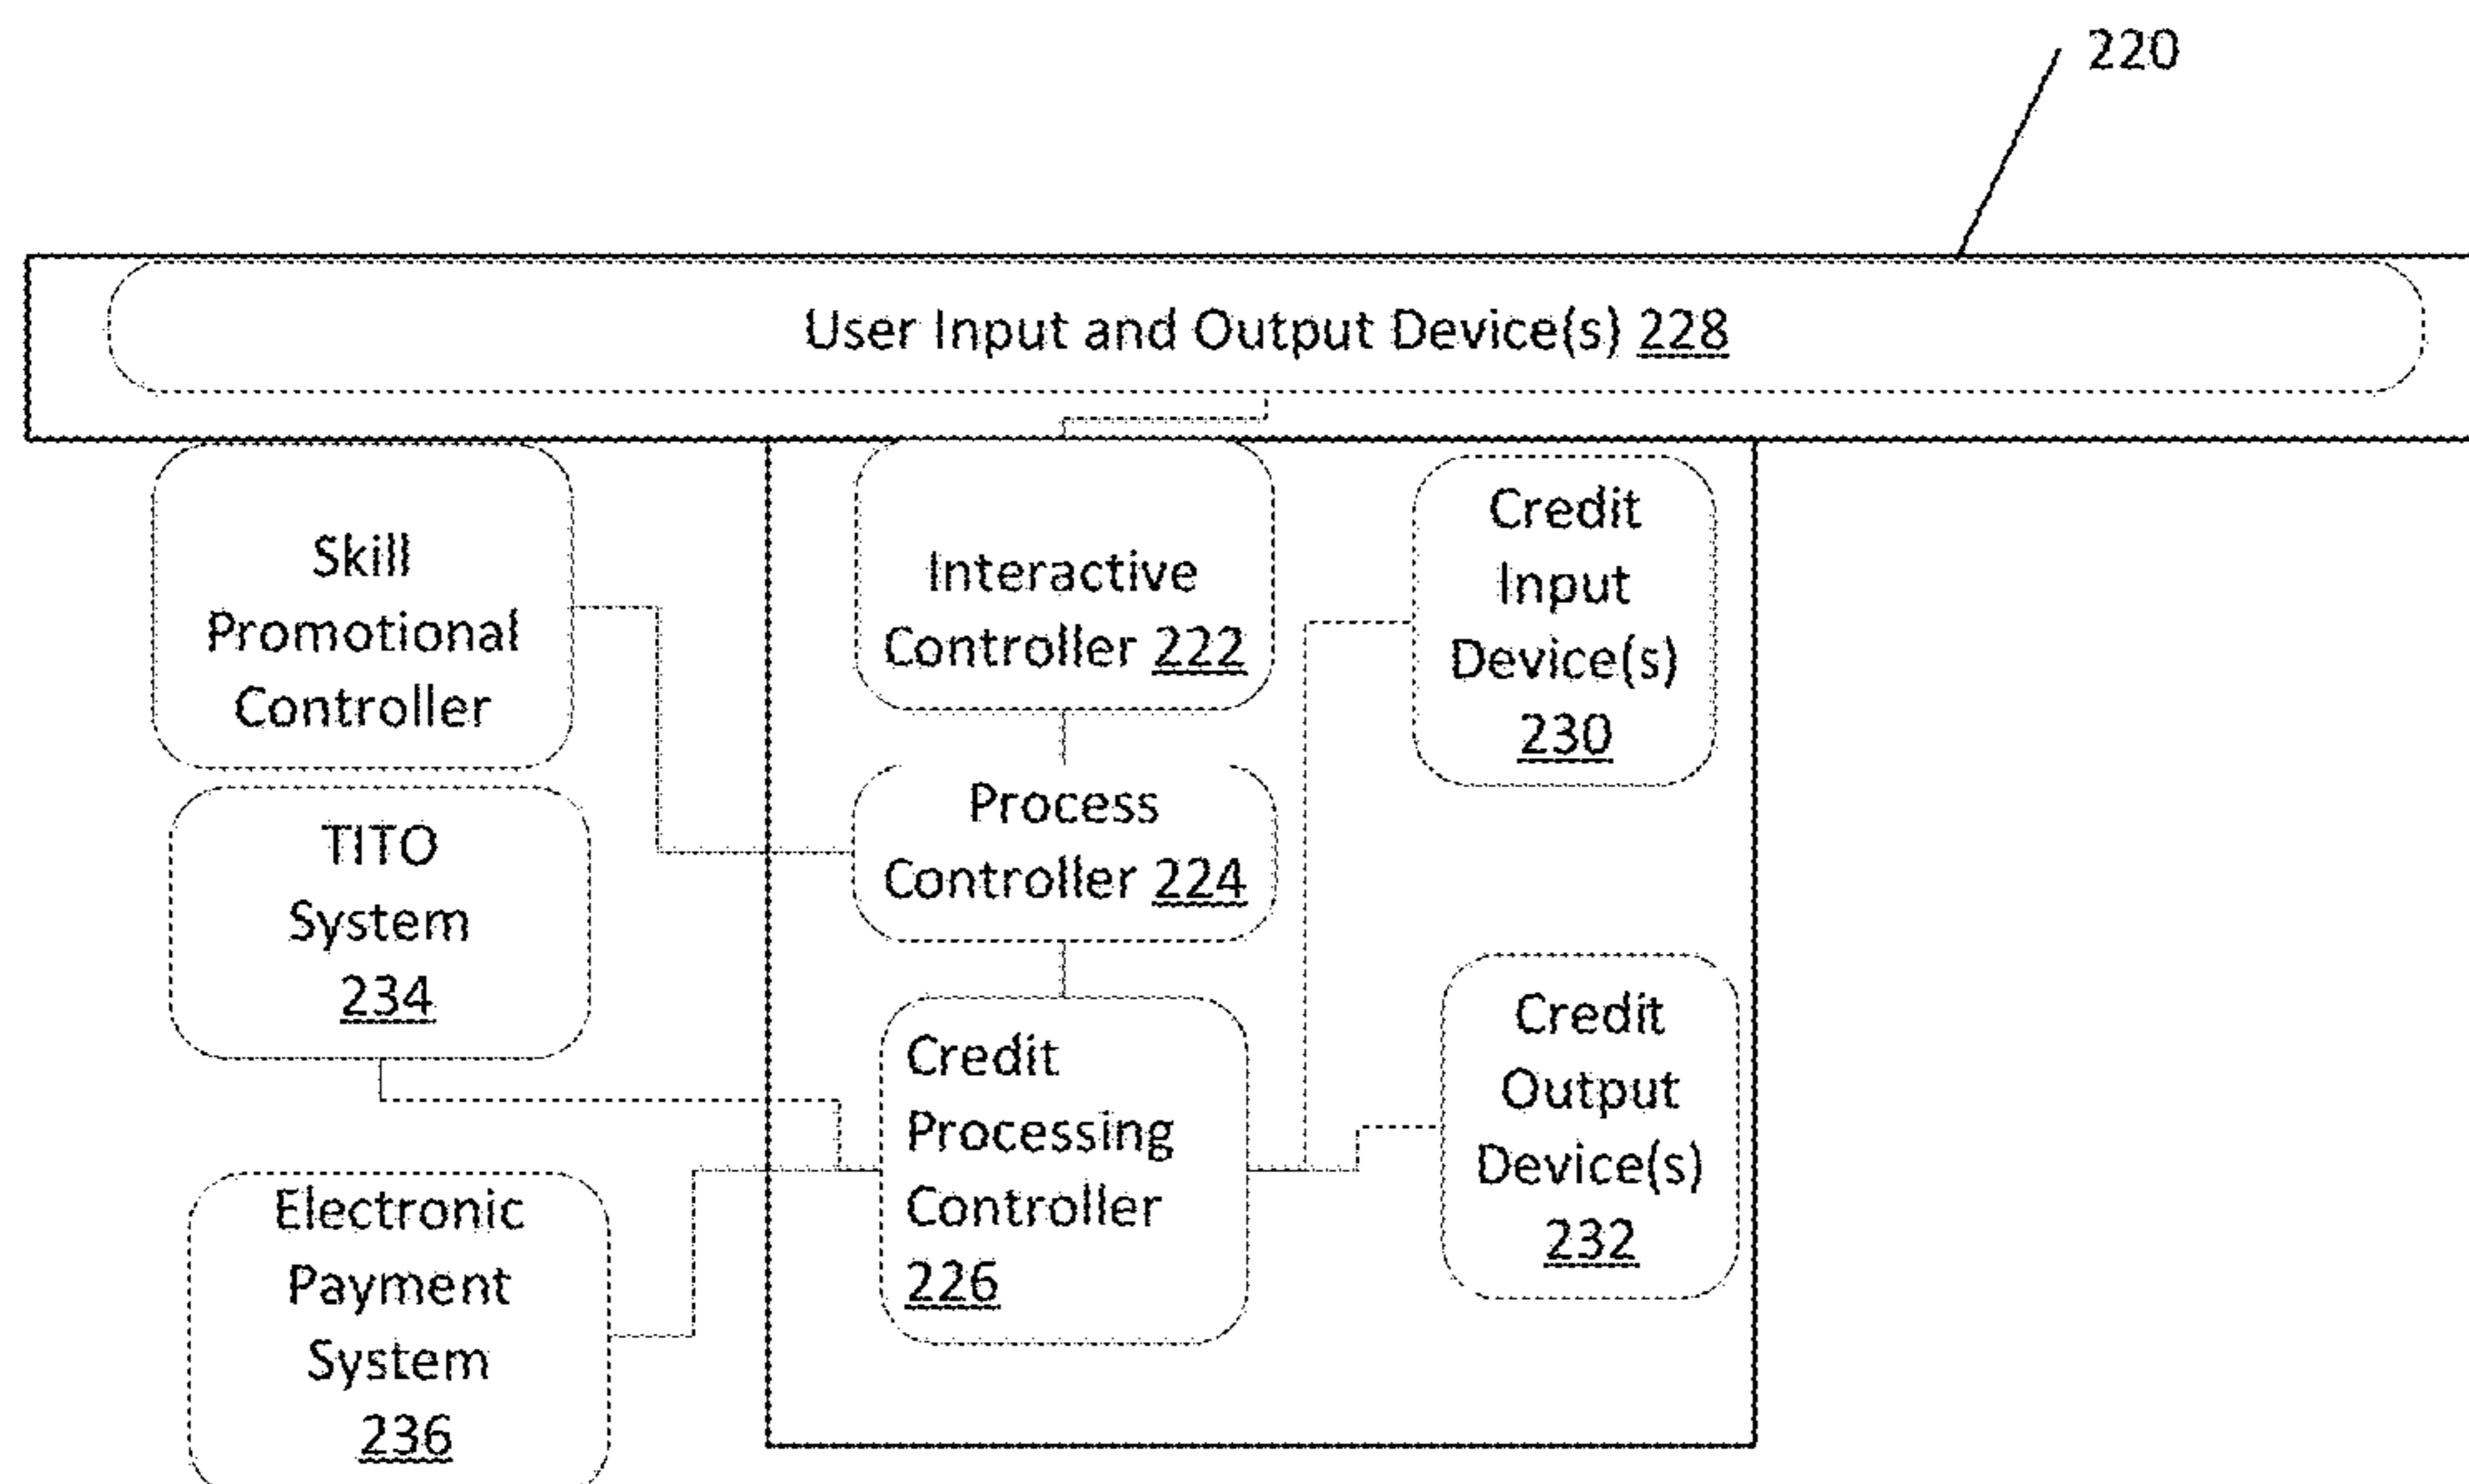 220
User Input and Output Device(s) 228
Skill
Promotional
Controller
Interactive
Controller 222
Credit
Input
Device(s)
230
Process
Controller 224
TITO
System
234
Credit
Processing
Controller
226
Credit
Output
Device(s)
232
Electronic
Payment
System
236